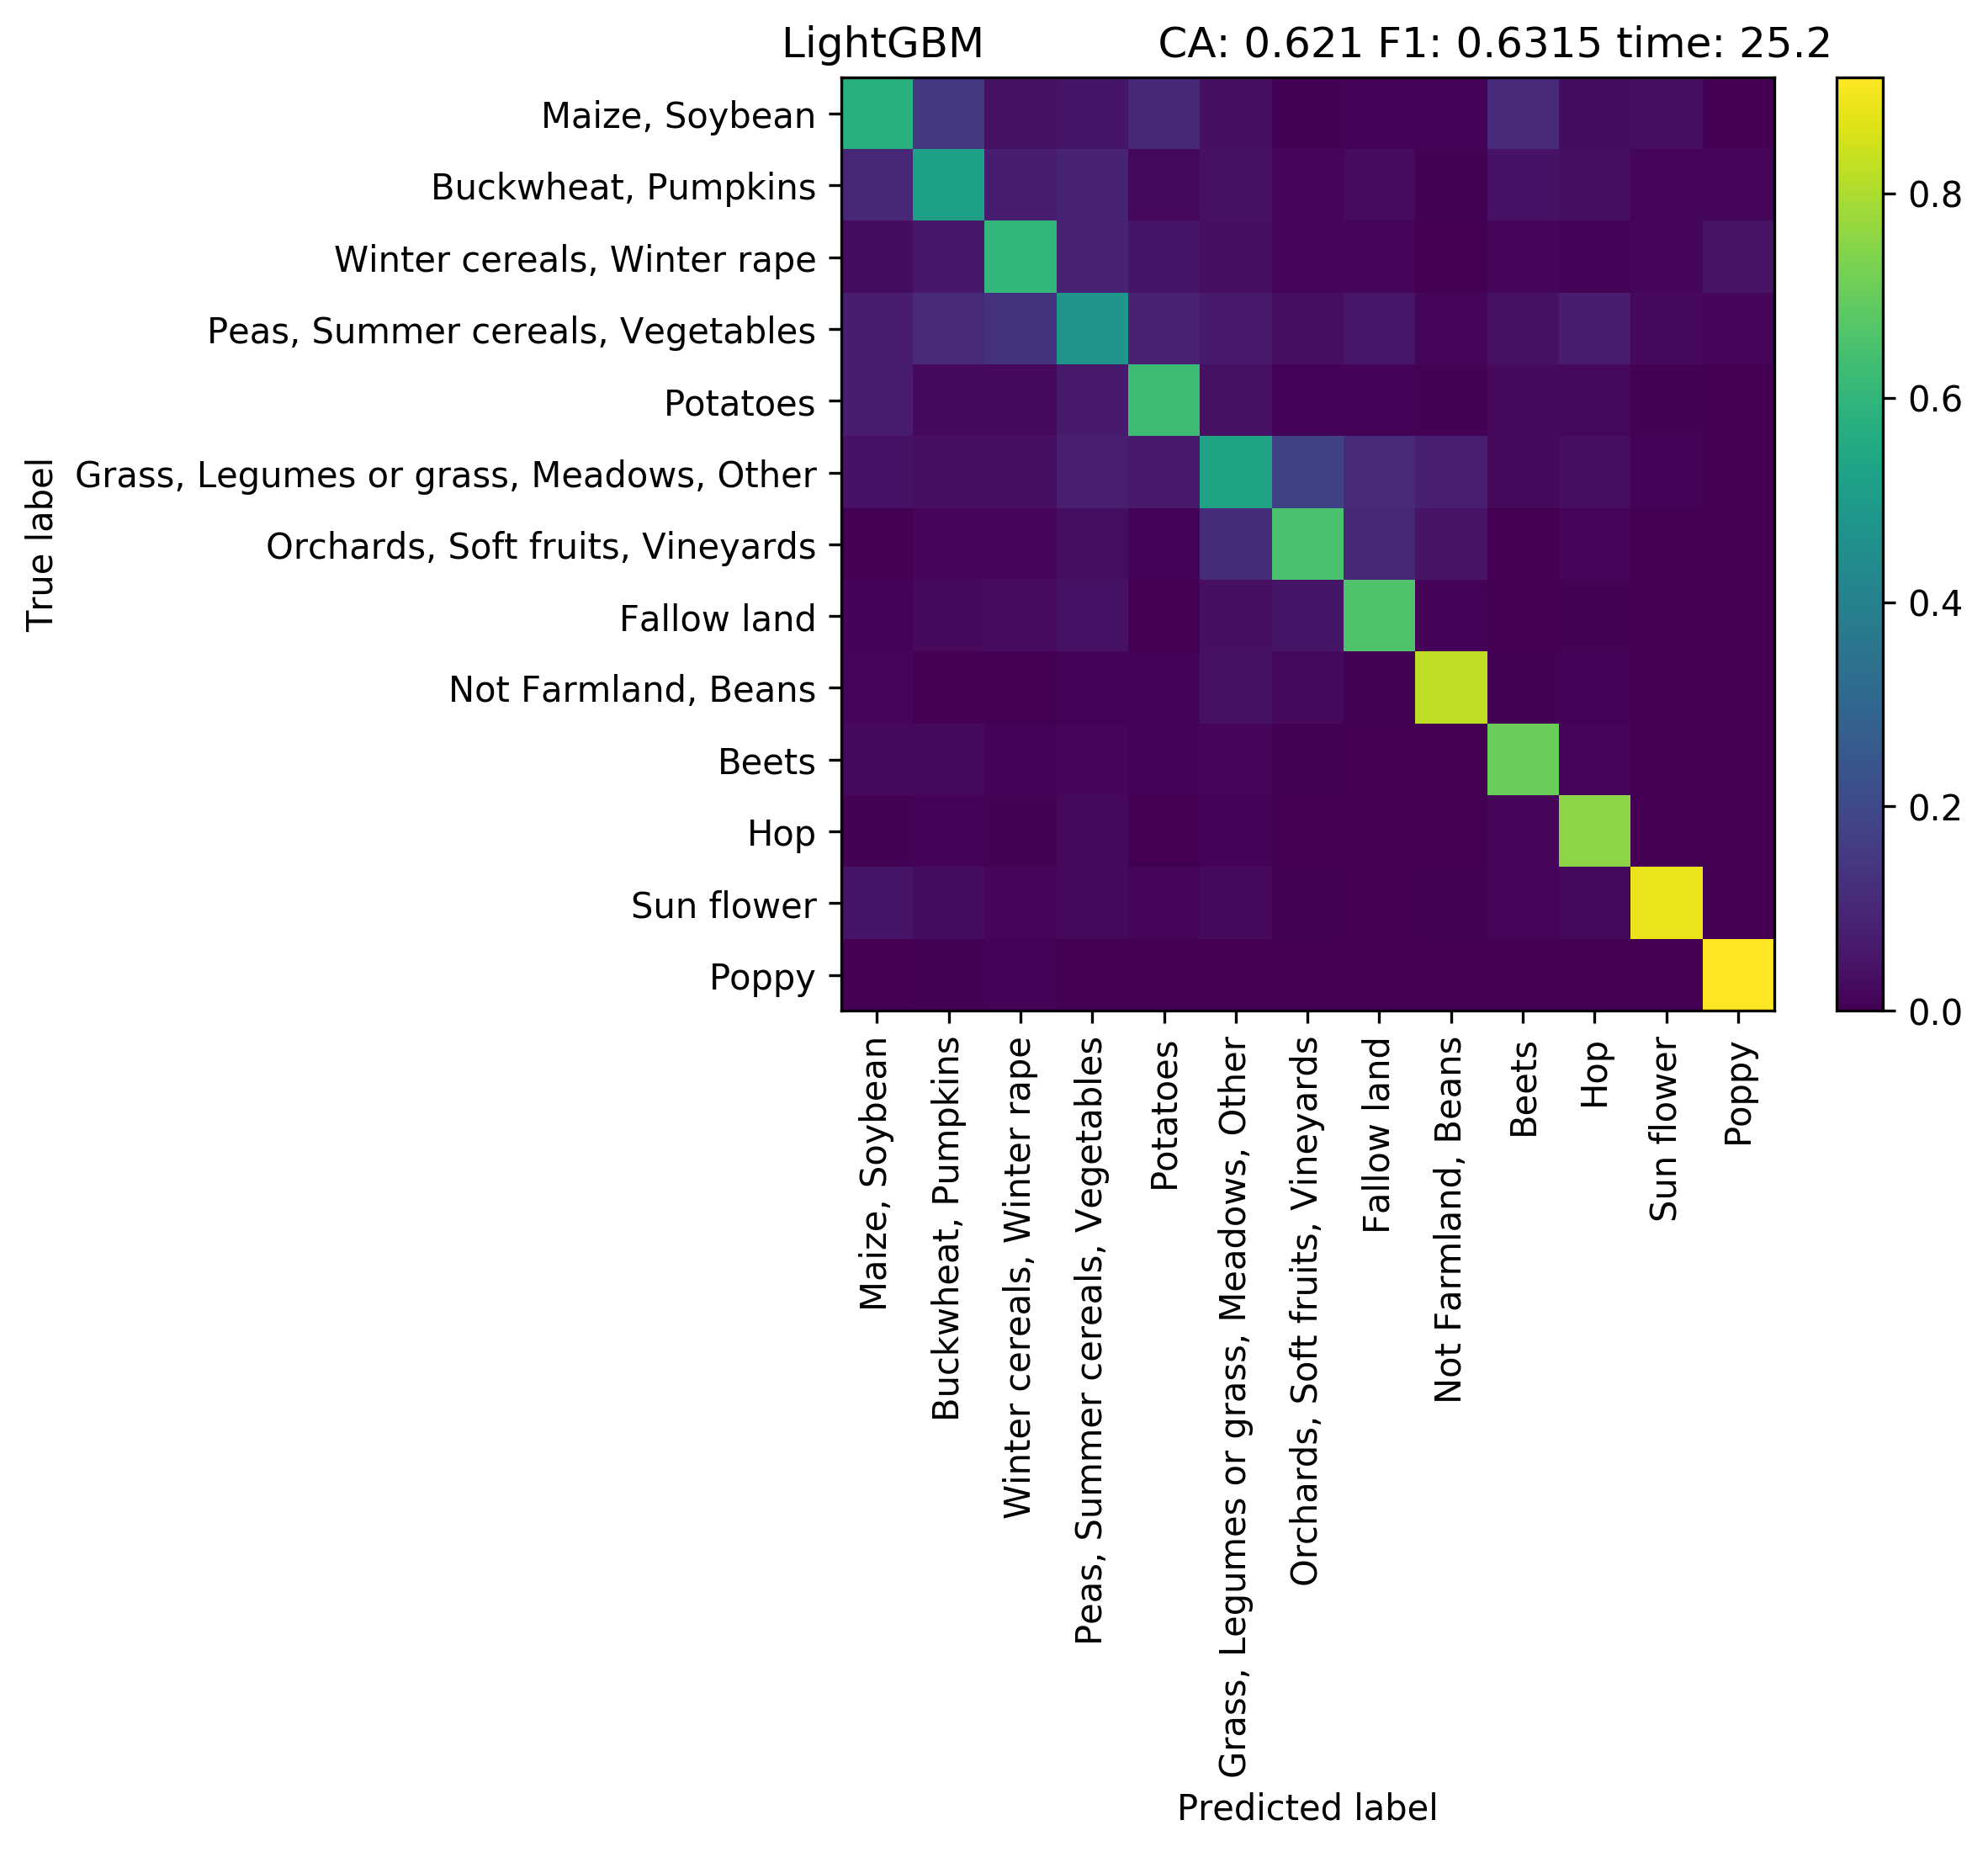 LightGBM CA: 0.621 F1: 0.6315 time: 25.2
True label
Maize, Soybean
Buckwheat, Pumpkins
Winter cereals, Winter rape
Peas, Summer cereals, Vegetables
Potatoes
Grass, Legumes or grass, Meadows, Other
Orchards, Soft fruits, Vineyards
Fallow land
Not Farmland, Beans
Beets
Hop
Sun flower
Poppy
0.8
0.6
0.4
0.2
0.0
Maize, Soybean
Buckwheat, Pumpkins
Winter cereals, Winter rape
Peas, Summer cereals, Vegetables
Potatoes
Grass, Legumes or grass, Meadows, Other
Orchards, Soft fruits, Vineyards
Fallow land
Not Farmland, Beans
Beets
Hop
Sun flower
Poppy
Predicted label